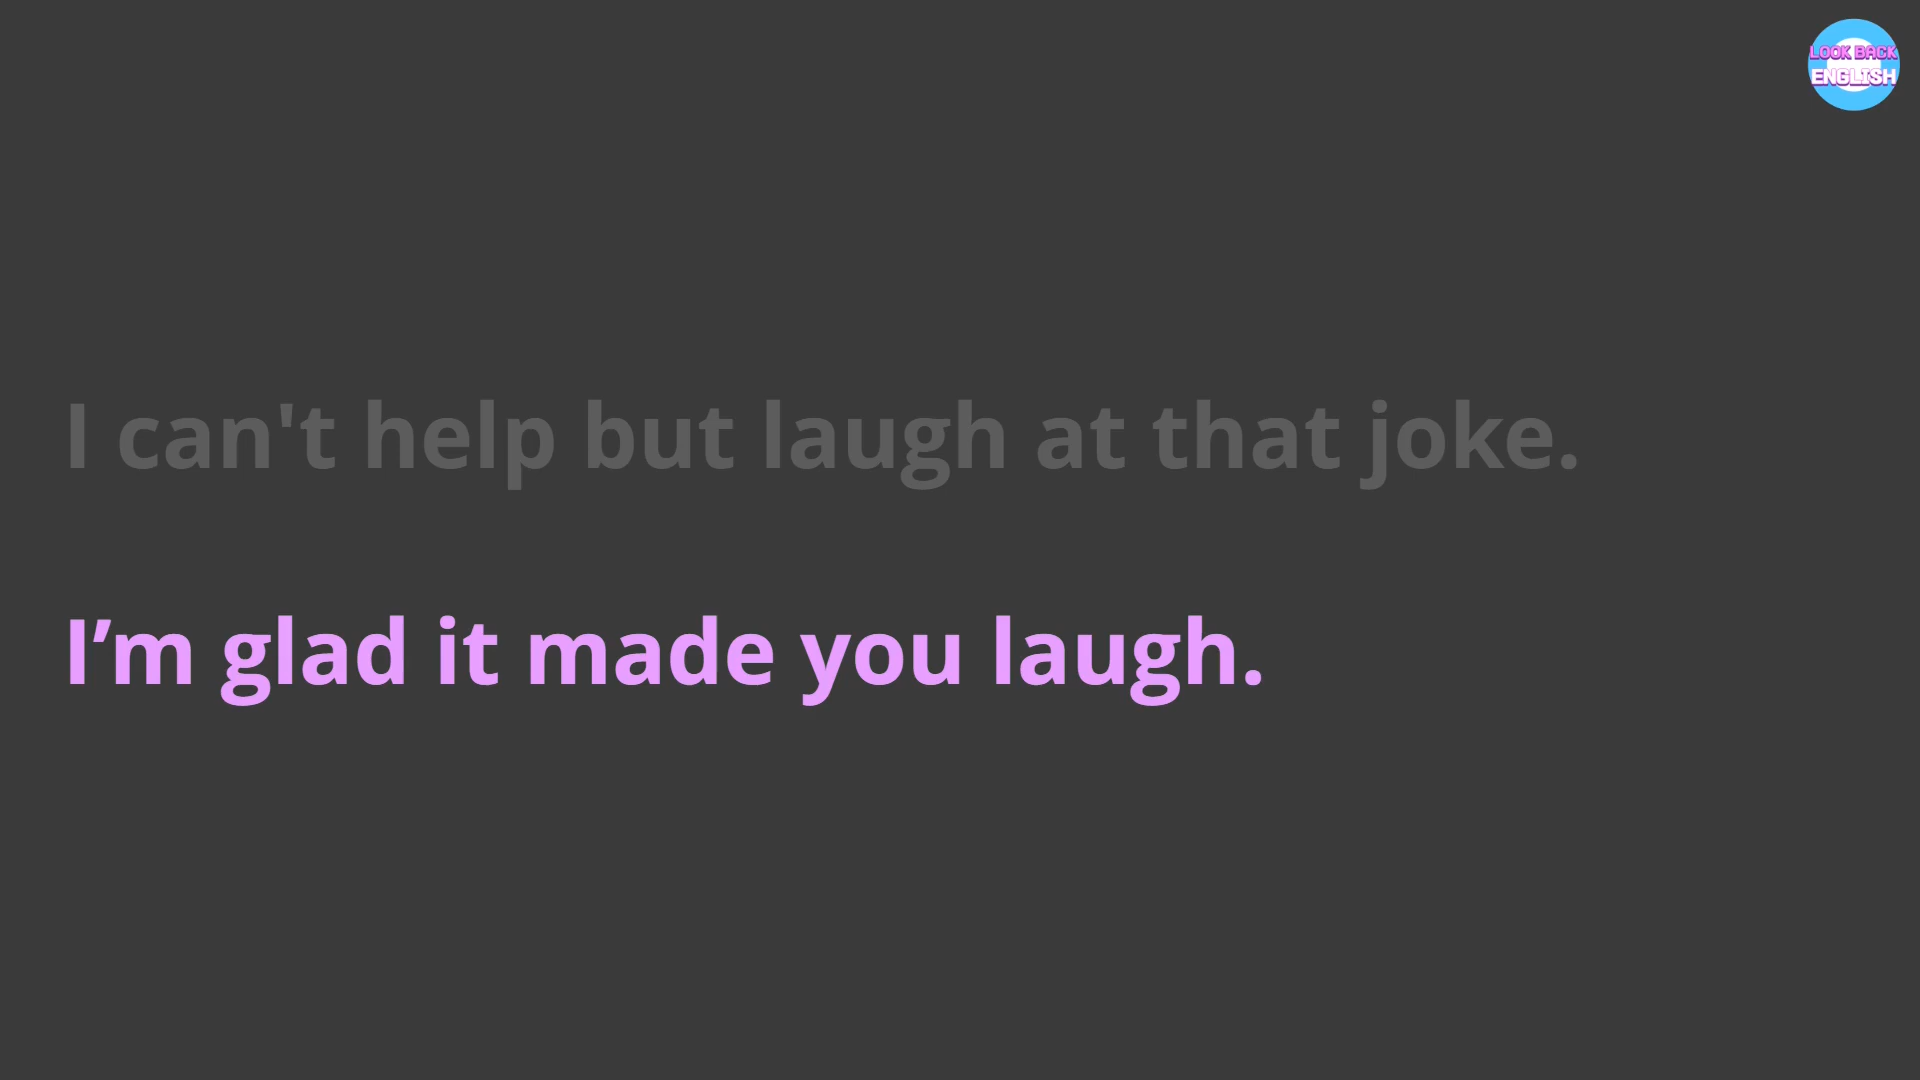 LOOK BACK
ENGLISH
I can't help but laugh at that joke.
I’m glad it made you laugh.